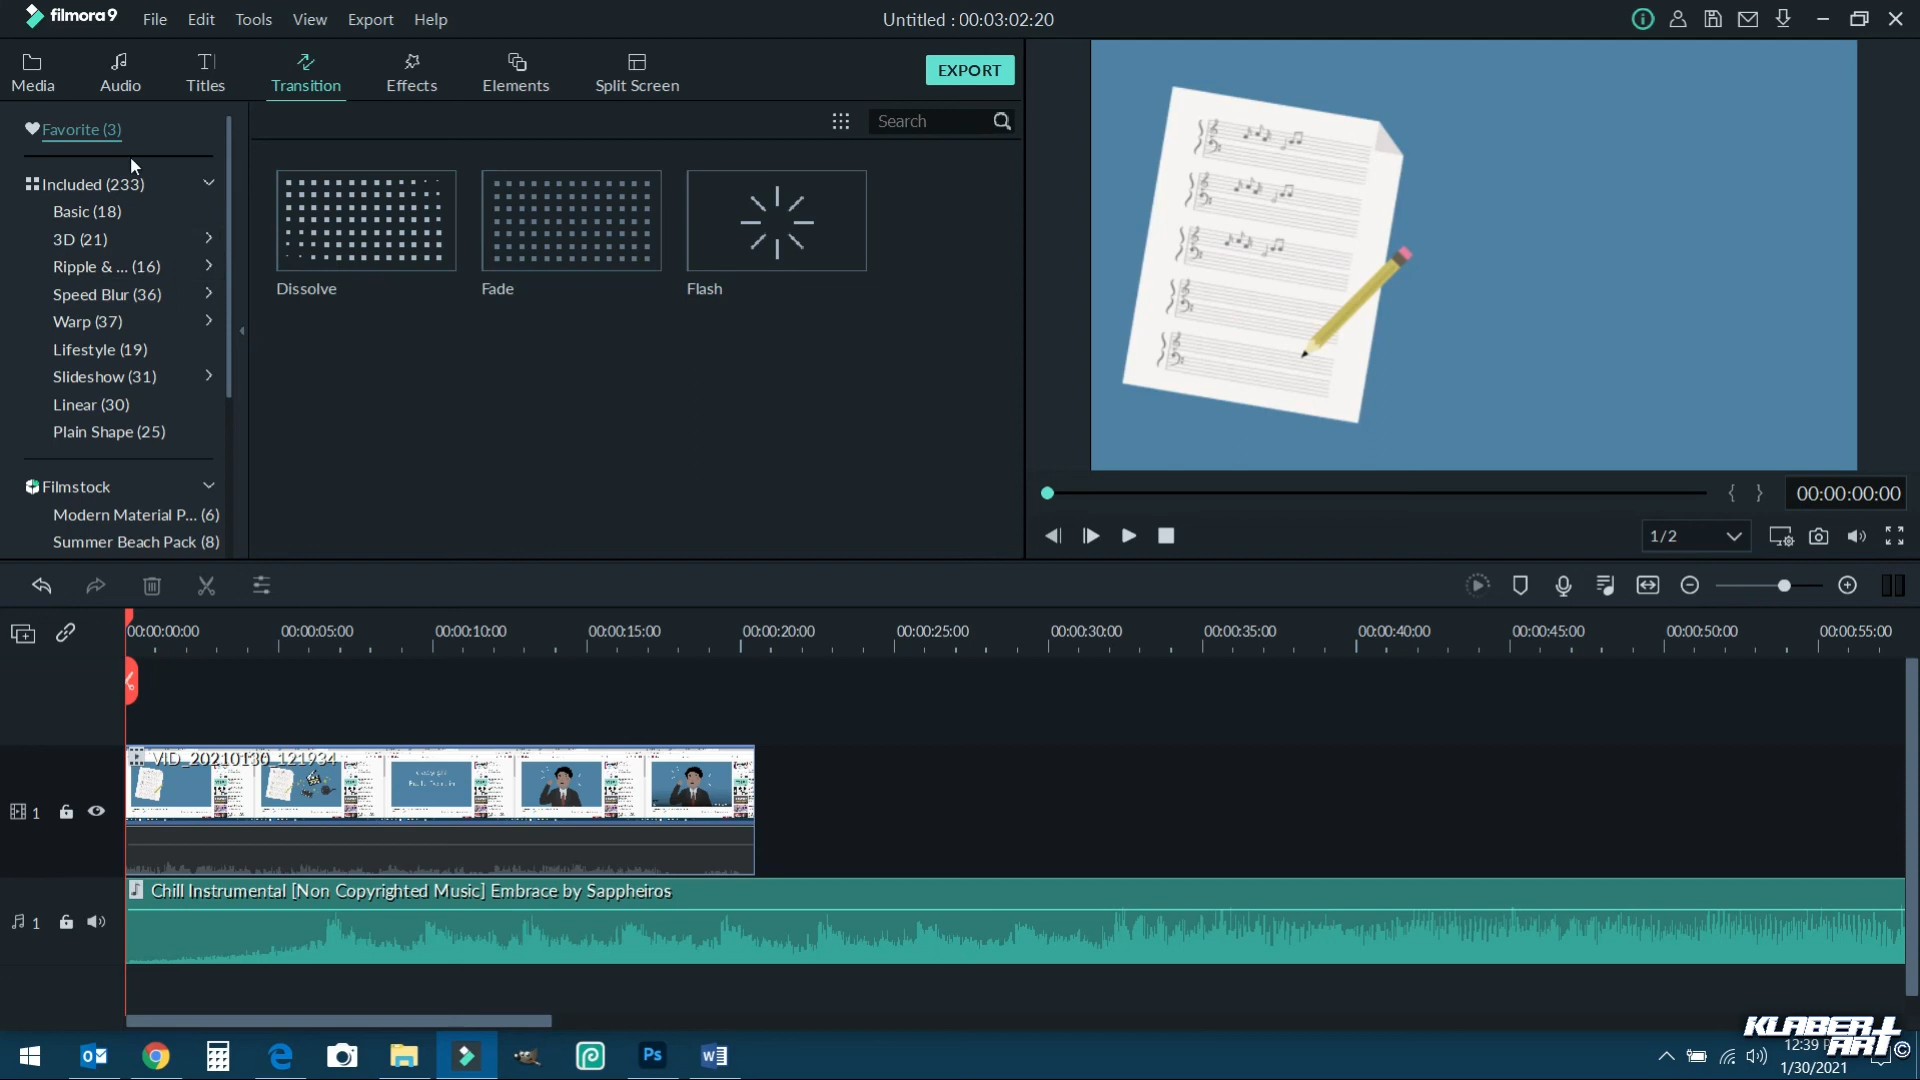 filmora9
File Edit Tools View Export Help
Untitled : 00:03:02:20
Media Audio Titles Transition Effects Elements Split Screen
EXPORT
Favorite (3)
Search
Included (233)
Basic (18)
3D (21)
Ripple & ... (16)
Speed Blur (36)
Warp (37)
Lifestyle (19)
Slideshow (31)
Linear (30)
Plain Shape (25)
Filmstock
Modern Material P... (6)
Summer Beach Pack (8)
Dissolve Fade Flash
00:00:00:00
1/2
00:00:00:00 00:00:05:00 00:00:10:00 00:00:15:00 00:00:20:00 00:00:25:00 00:00:30:00 00:00:35:00 00:00:40:00 00:00:45:00 00:00:50:00 00:00:55:00
VID_20210130_121934
1
Chill Instrumental [Non Copyrighted Music] Embrace by Sappheiros
1
Ps
KLABER ART ©
12:39
1/30/2021